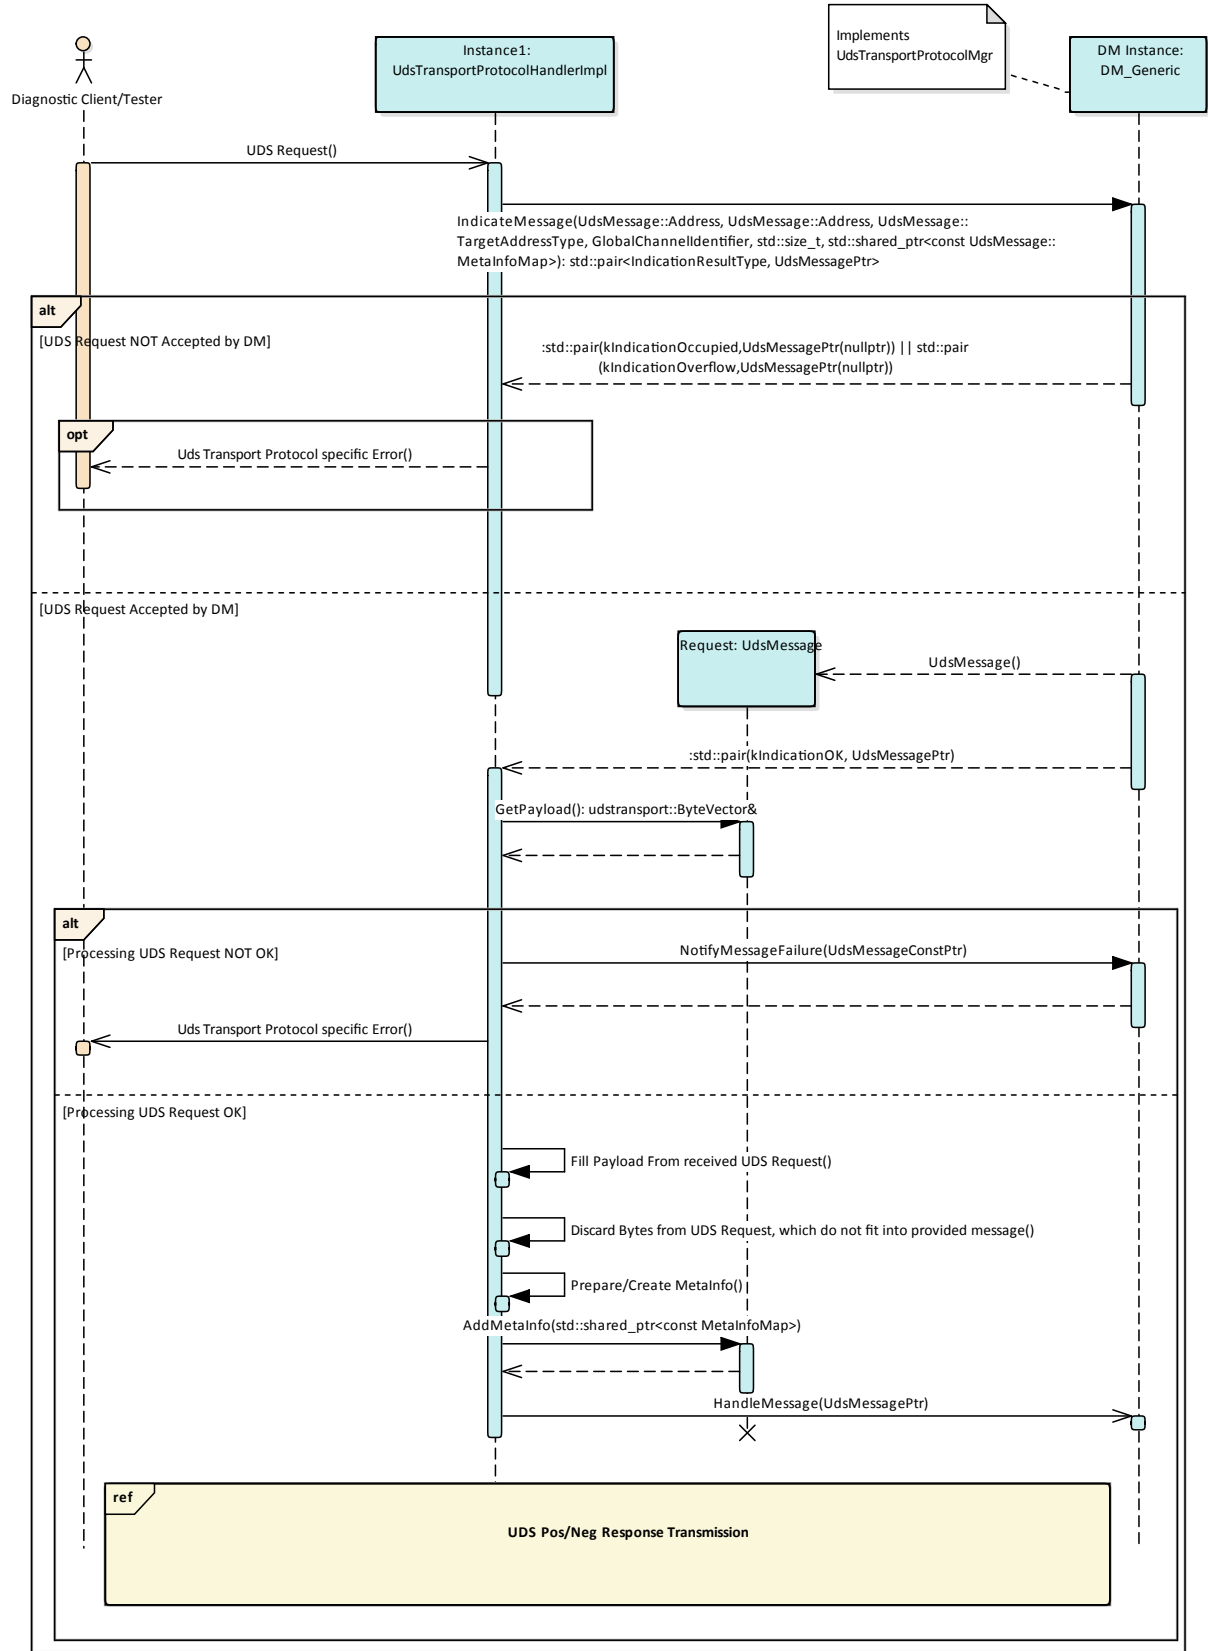 Implements
UdsTransportProtocolMgr
Instance1:
UdsTransportProtocolHandlerImpl
DM Instance:
DM_Generic
Diagnostic Client/Tester
UDS Request()
IndicateMessage(UdsMessage::Address, UdsMessage::Address, UdsMessage::
TargetAddressType, GlobalChannelIdentifier, std::size_t, std::shared_ptr<const UdsMessage::
MetaInfoMap>): std::pair<IndicationResultType, UdsMessagePtr>
alt
[UDS Request NOT Accepted by DM]
:std::pair(kIndicationOccupied,UdsMessagePtr(nullptr)) || std::pair
(kIndicationOverflow,UdsMessagePtr(nullptr))
opt
Uds Transport Protocol specific Error()
[UDS Request Accepted by DM]
Request: UdsMessage
UdsMessage()
:std::pair(kIndicationOK, UdsMessagePtr)
GetPayload(): udstransport::ByteVector&
alt
[Processing UDS Request NOT OK]
NotifyMessageFailure(UdsMessageConstPtr)
Uds Transport Protocol specific Error()
[Processing UDS Request OK]
Fill Payload From received UDS Request()
Discard Bytes from UDS Request, which do not fit into provided message()
Prepare/Create MetaInfo()
AddMetaInfo(std::shared_ptr<const MetaInfoMap>)
HandleMessage(UdsMessagePtr)
ref
UDS Pos/Neg Response Transmission